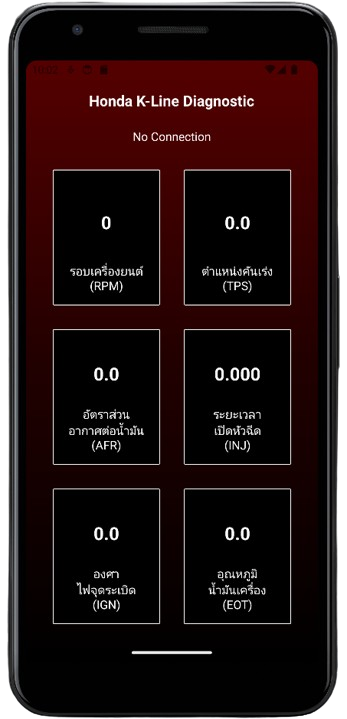 10:02
Honda K-Line Diagnostic
No Connection
0
0.0
รอบเครื่องยนต์
(RPM)
ตำแหน่งคันเร่ง
(TPS)
0.0
0.000
อัตราส่วน
อากาศต่อน้ำมัน
(AFR)
ระยะเวลา
เปิดหัวฉีด
(INJ)
0.0
0.0
องศา
ไฟจุดระเบิด
(IGN)
อุณหภูมิ
น้ำมันเครื่อง
(EOT)